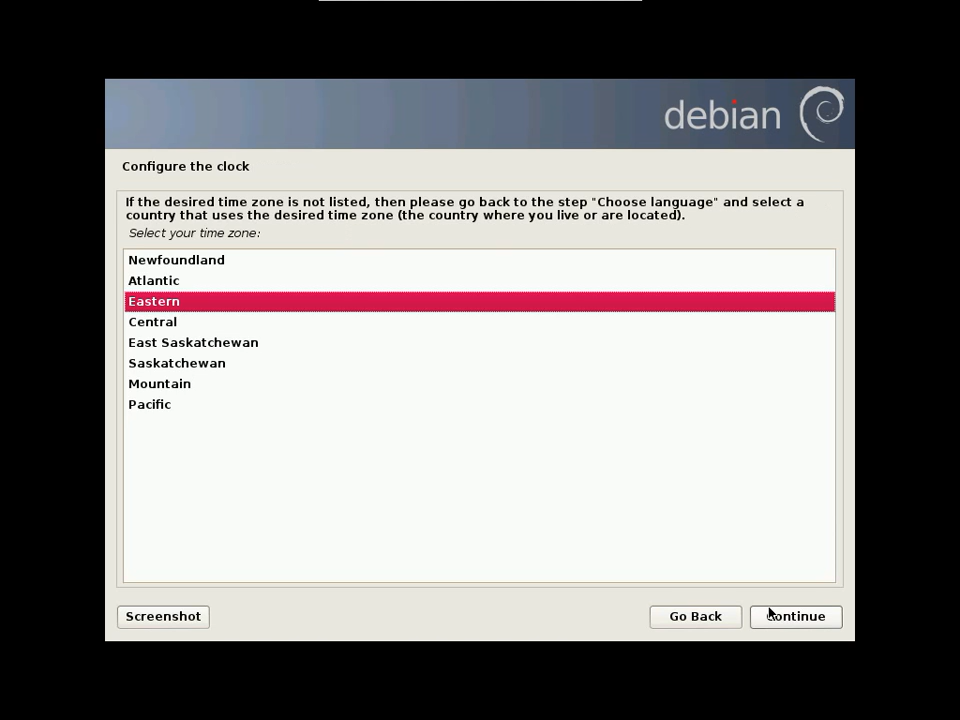 debian
Configure the clock
If the desired time zone is not listed, then please go back to the step "Choose language" and select a
country that uses the desired time zone (the country where you live or are located).
Select your time zone:
Newfoundland
Atlantic
Eastern
Central
East Saskatchewan
Saskatchewan
Mountain
Pacific
Screenshot
Go Back
Continue